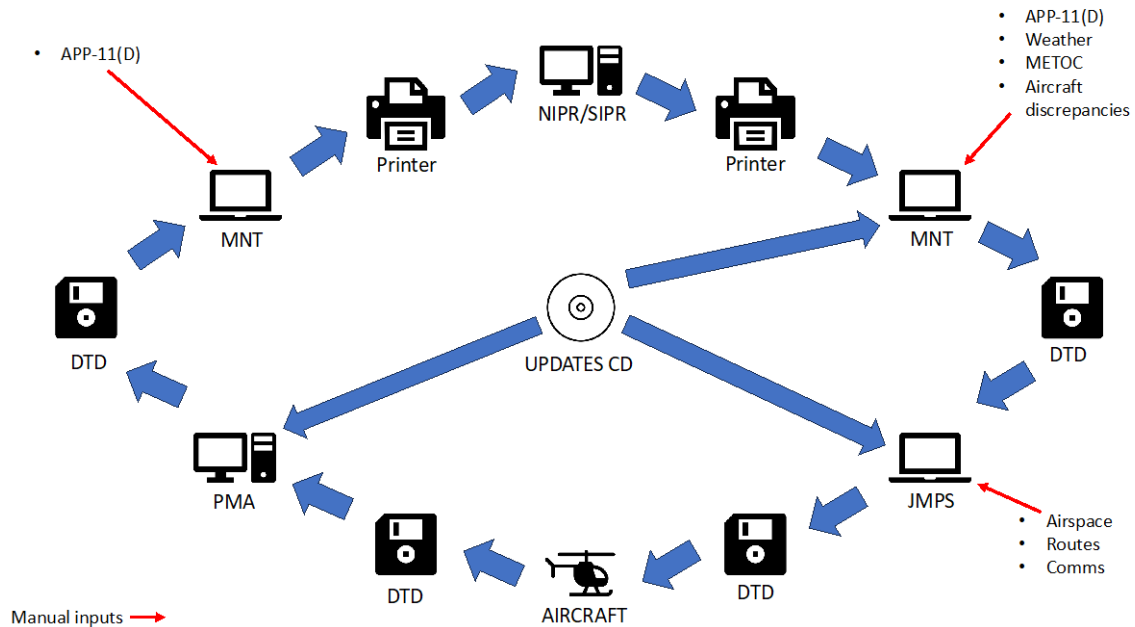 • APP-11(D)
• APP-11(D)
• Weather
• METOC
• Aircraft
discrepancies
NIPR/SIPR
Printer
Printer
MNT
MNT
DTD
DTD
UPDATES CD
PMA
JMPS
• Airspace
• Routes
• Comms
DTD
DTD
AIRCRAFT
Manual inputs